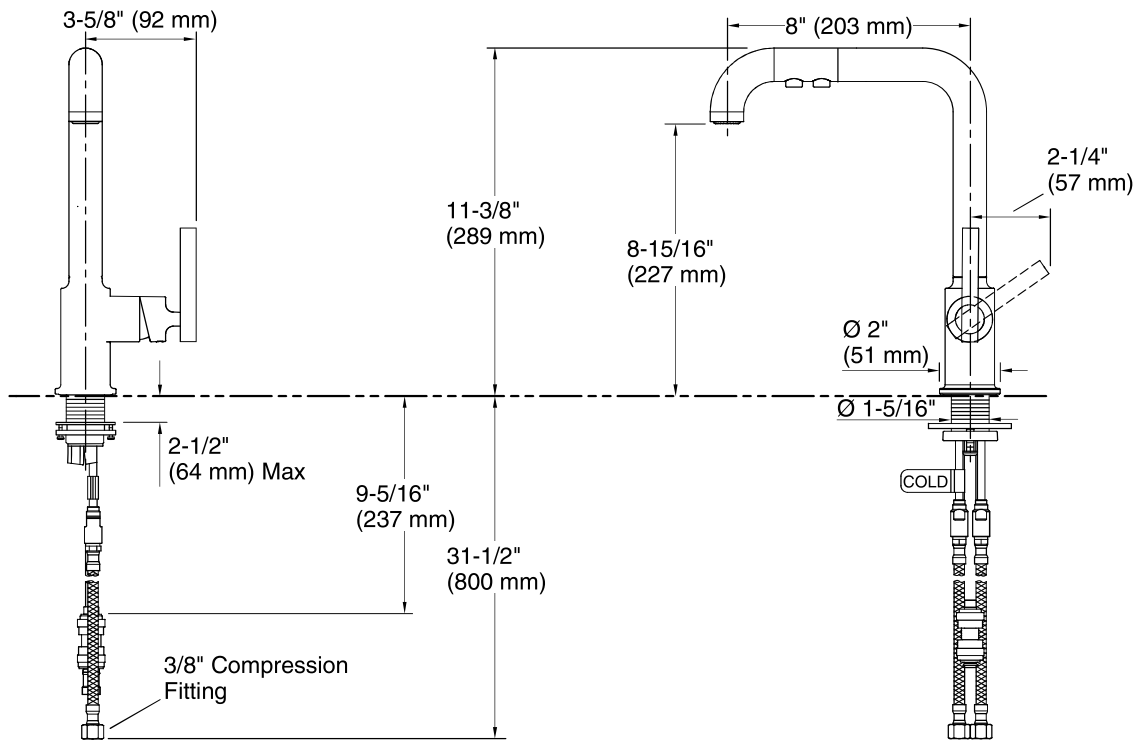 3-5/8" (92 mm)
8" (203 mm)
2-1/4"
(57 mm)
11-3/8"
(289 mm)
8-15/16"
(227 mm)
Ø 2"
(51 mm)
Ø 1-5/16"
2-1/2"
(64 mm) Max
COLD
9-5/16"
(237 mm)
31-1/2"
(800 mm)
3/8" Compression
Fitting